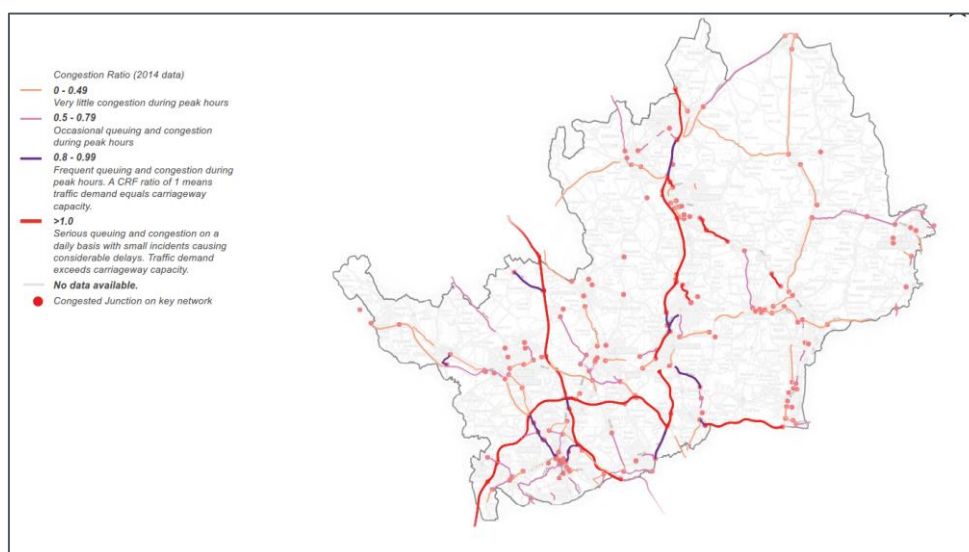 Congestion Ratio (2014 data)
0 - 0.49
Very little congestion during peak hours
0.5 - 0.79
Occasional queuing and congestion
during peak hours
0.8 - 0.99
Frequent queuing and congestion during
peak hours. A CRF ratio of 1 means
traffic demand equals carriageway
capacity.
>1.0
Serious queuing and congestion on a
daily basis with small incidents causing
considerable delays. Traffic demand
exceeds carriageway capacity.
No data available.
Congested Junction on key network